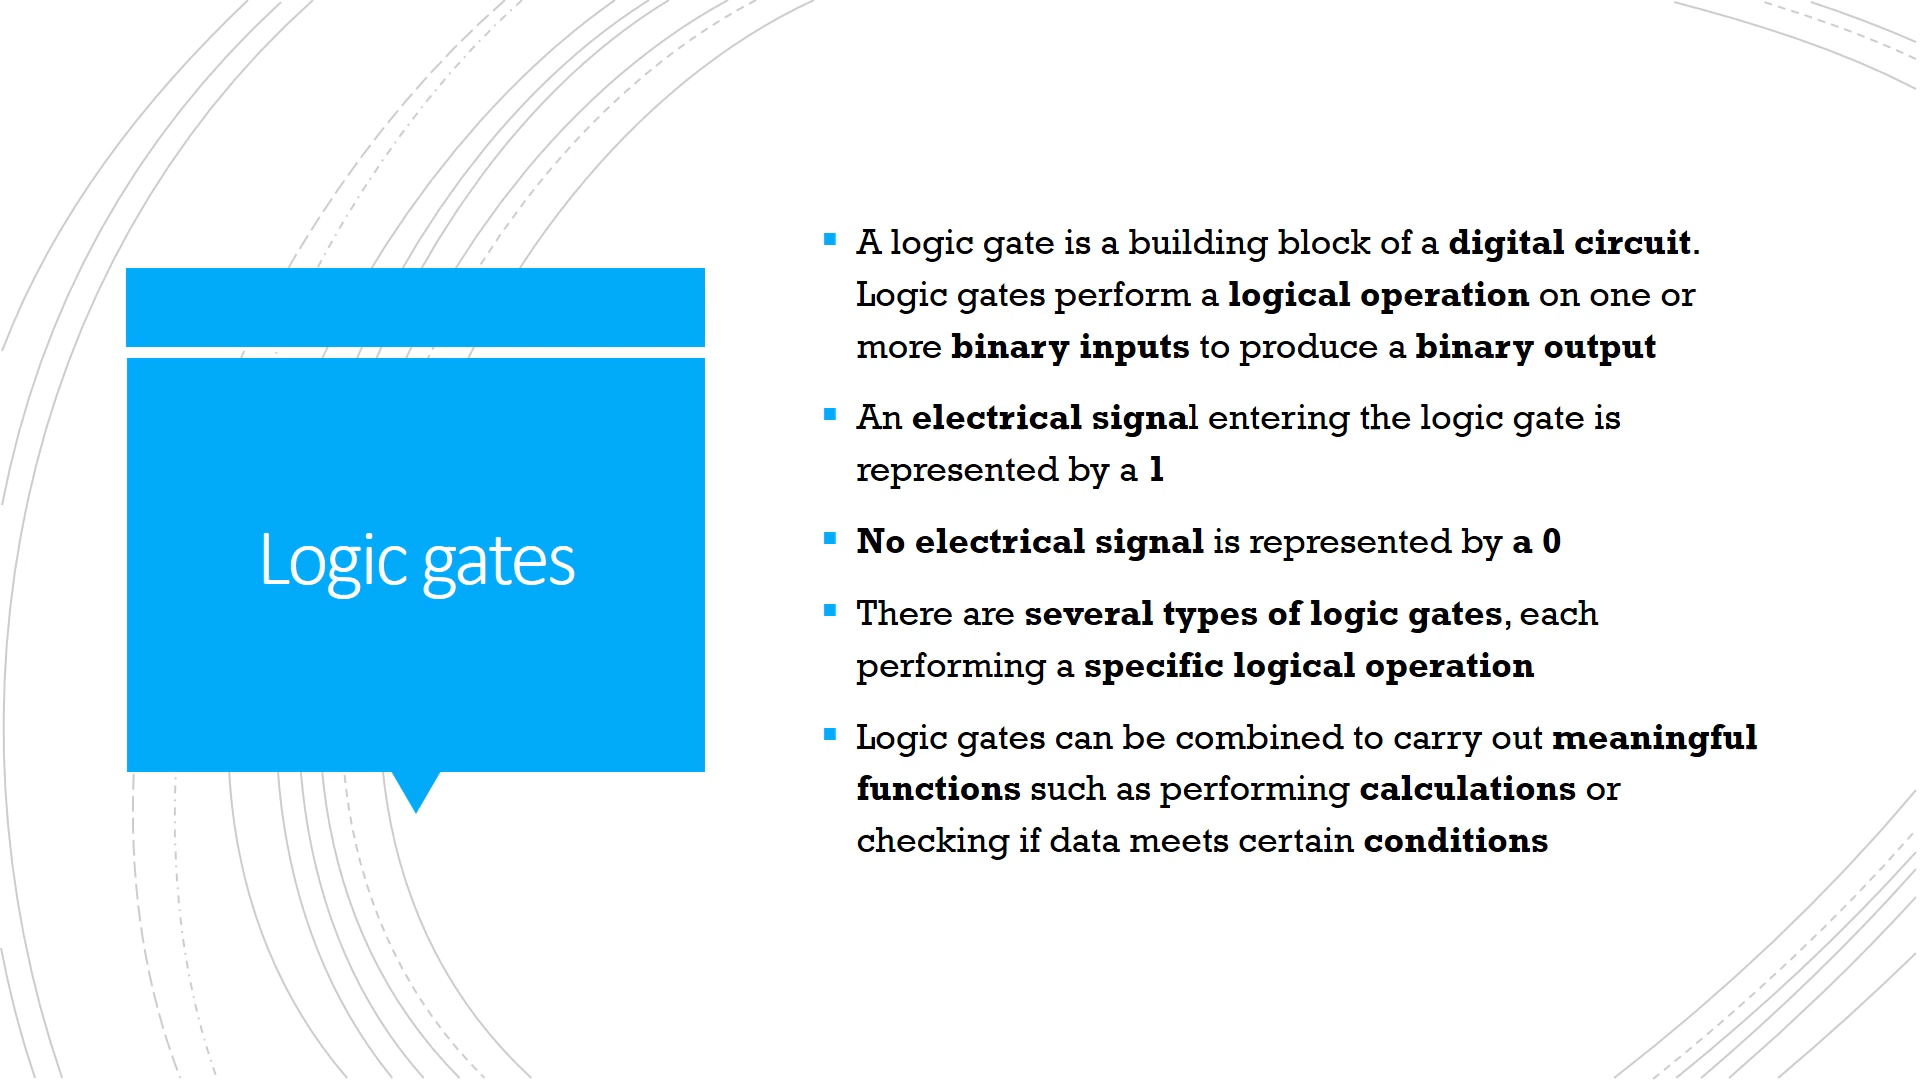 Logic gates
A logic gate is a building block of a digital circuit.
Logic gates perform a logical operation on one or
more binary inputs to produce a binary output
An electrical signal entering the logic gate is
represented by a 1
No electrical signal is represented by a 0
There are several types of logic gates, each
performing a specific logical operation
Logic gates can be combined to carry out meaningful
functions such as performing calculations or
checking if data meets certain conditions